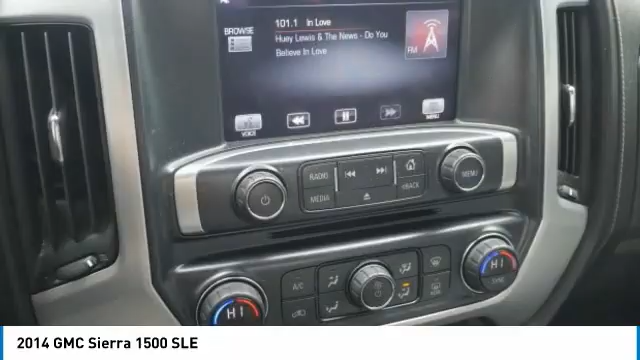 BROWSE
101.1 In Love
Huey Lewis & The News - Do You
Believe In Love
FM
VOICE
MENU
RADIO
MEDIA
BACK
MENU
A/C
HI
HI
SYNC
2014 GMC Sierra 1500 SLE